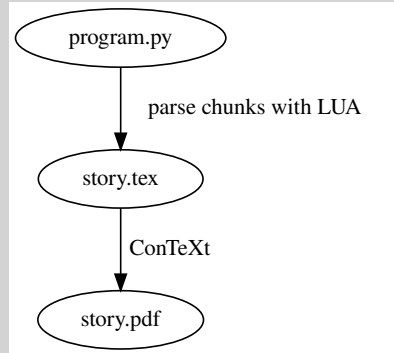 program.py
parse chunks with LUA
story.tex
ConTeXt
story.pdf